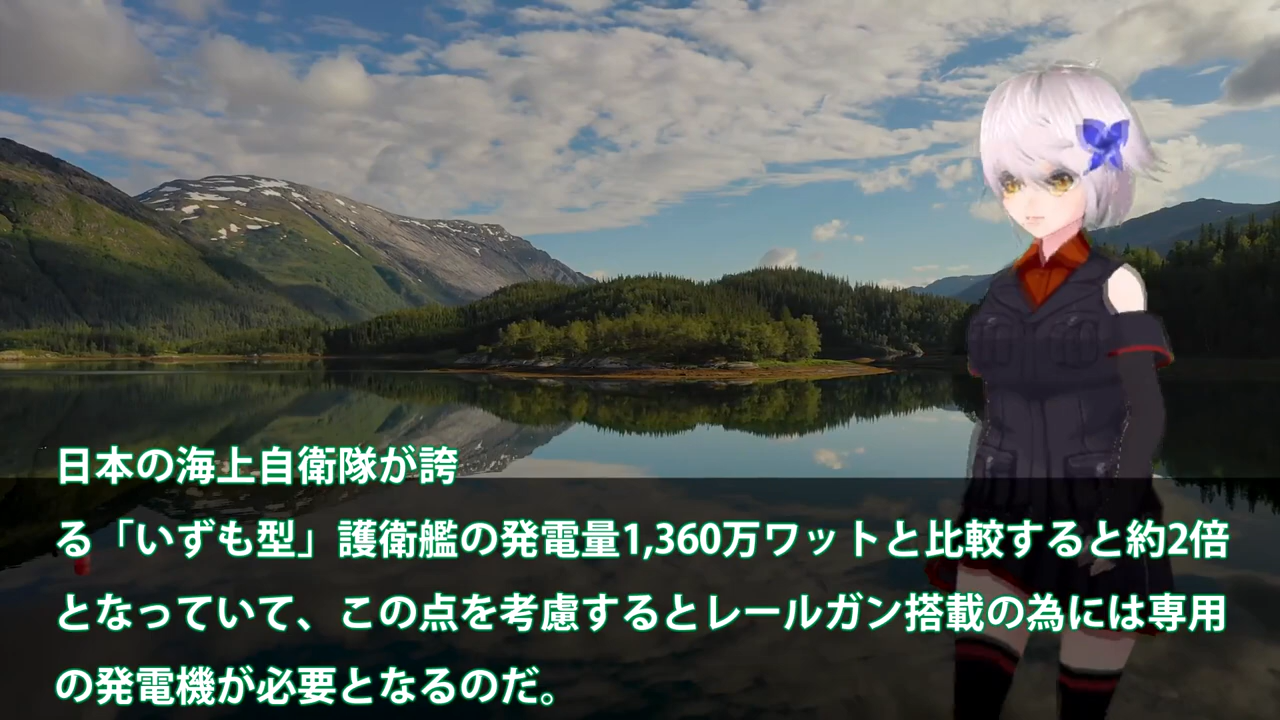 日本の海上自衛隊が誇
る「いずも型」護衛艦の発電量1,360万ワットと比較すると約2倍
となっていて、この点を考慮するとレールガン搭載の為には専用
の発電機が必要となるのだ。